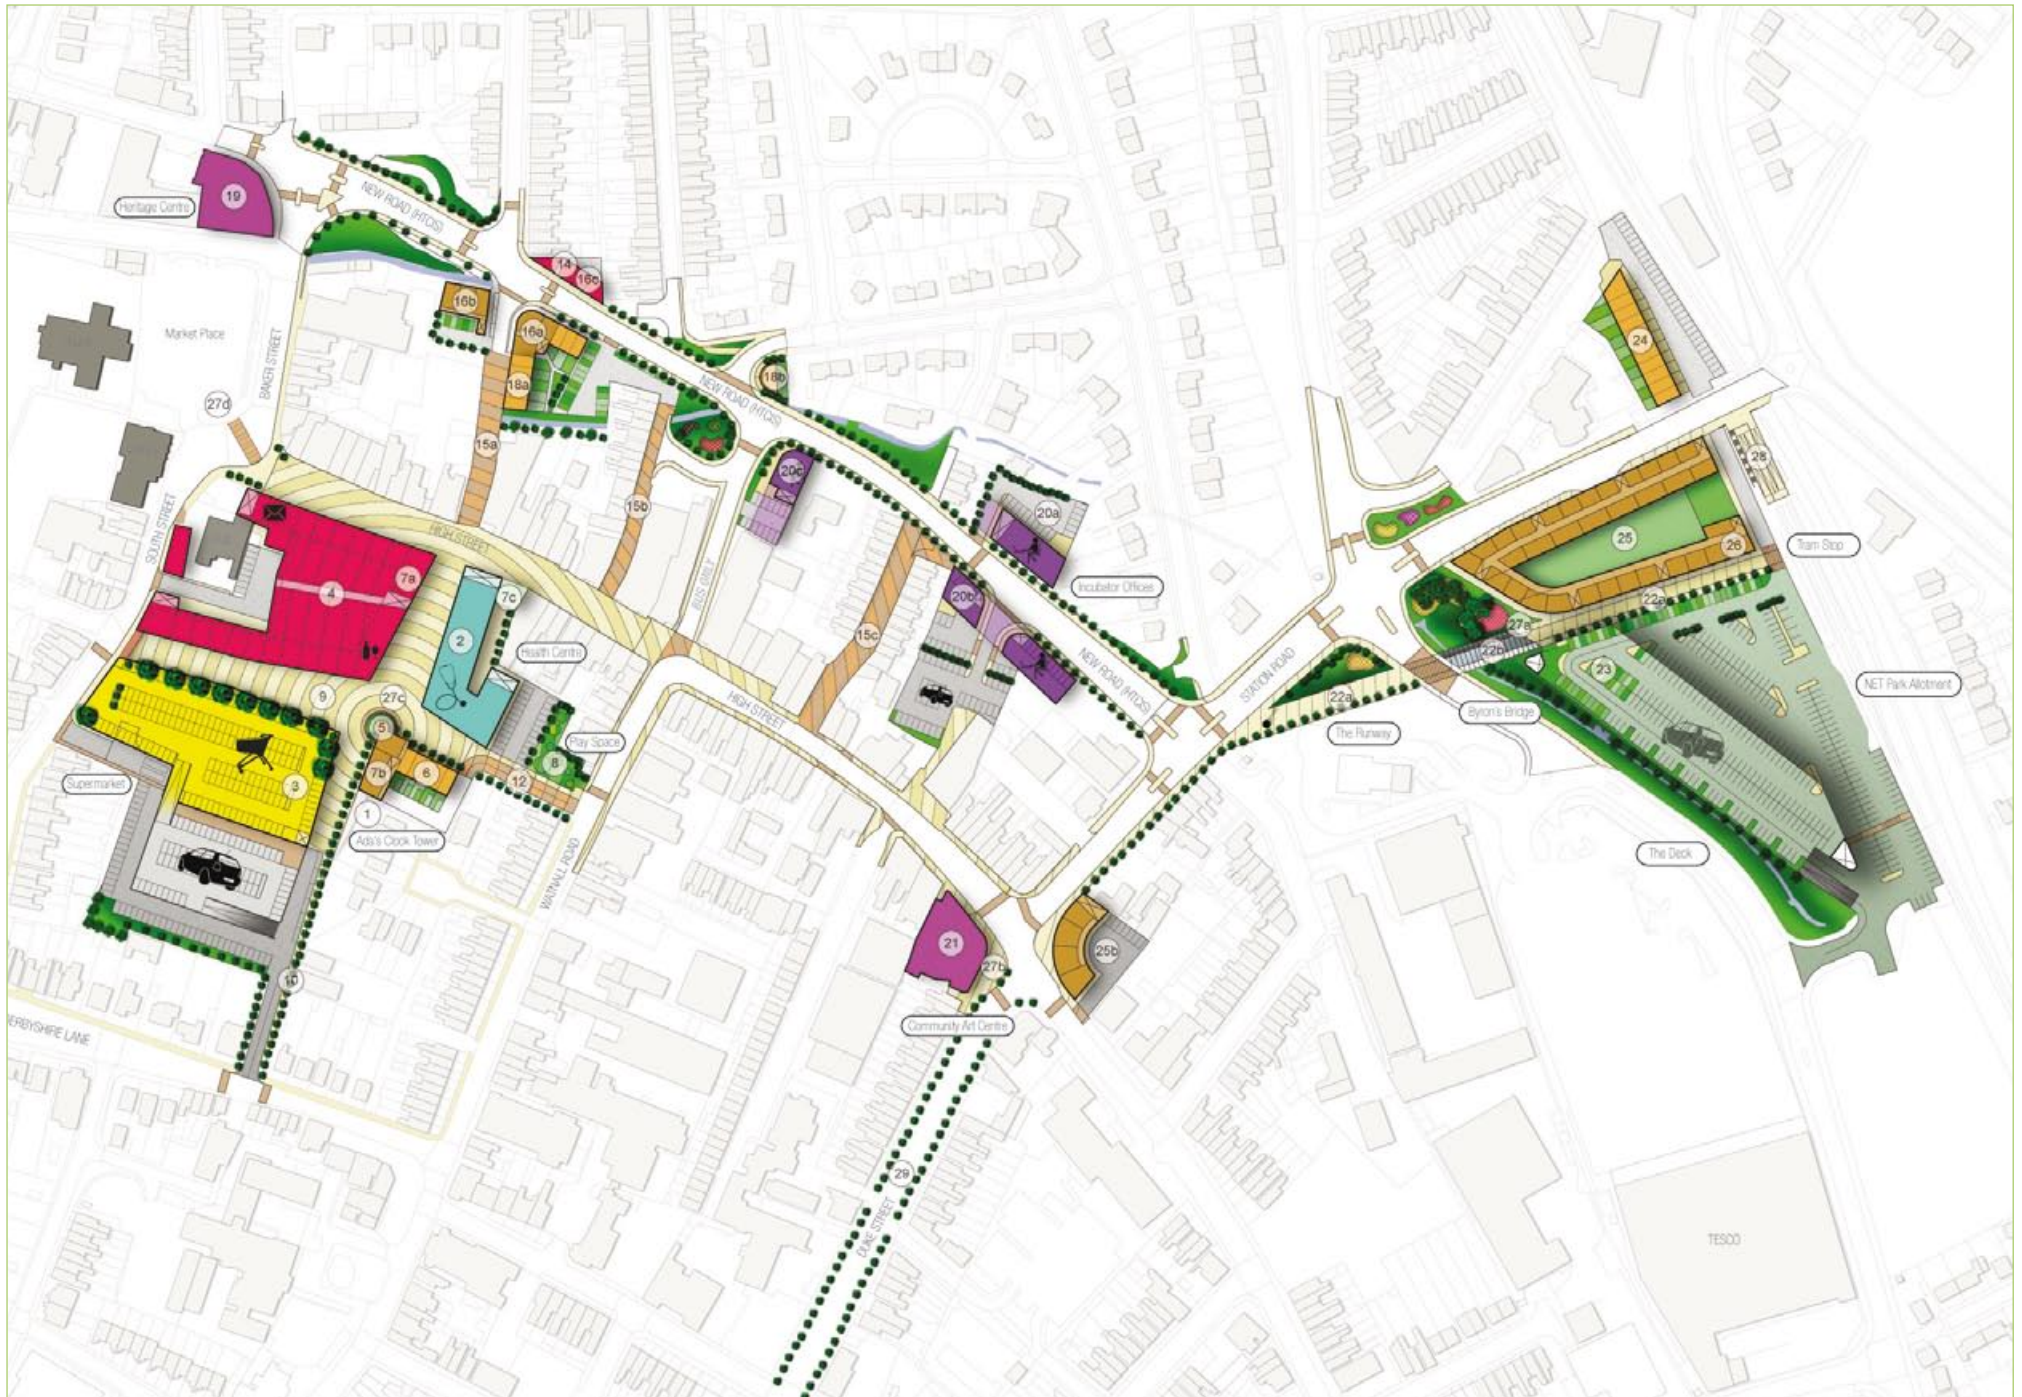 19
Heritage Centre
NEW ROAD (HTCIS)
14
16c
16b
16a
18a
18b
NEW ROAD (HTCIS)
Market Place
BAKER STREET
27d
15a
15b
20c
20a
24
28
25
26
Tram Stop
SOUTH STREET
HIGH STREET
7a
4
7c
2
Health Centre
BUS ONLY
20b
15c
Incubator Offices
22a
27a
22b
23
NET Park Allotment
NEW ROAD (HTCIS)
STATION ROAD
22a
The Runway
Byron's Bridge
9
27c
5
HIGH STREET
Play Space
8
7b
6
12
Supermarket
3
1
Ada's Clock Tower
The Deck
WATNALL ROAD
21
27b
25b
10
Community Art Centre
DERBYSHIRE LANE
29
DUKE STREET
TESCO